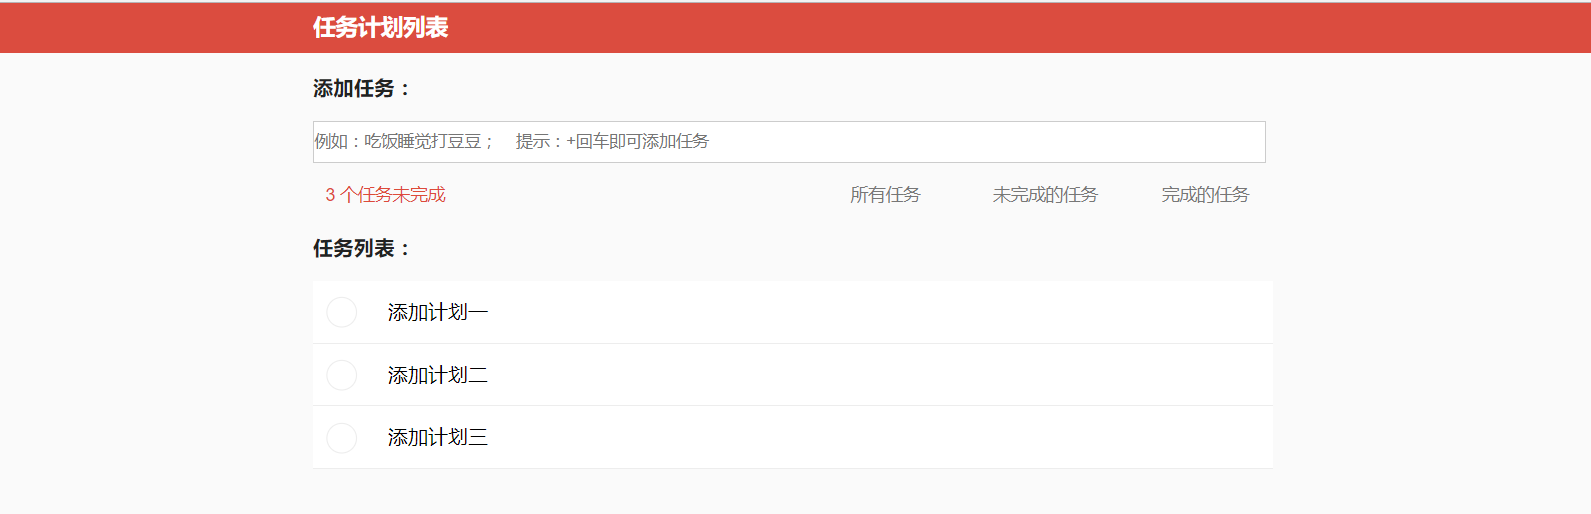 任务计划列表
添加任务：
例如：吃饭睡觉打豆豆； 提示：+回车即可添加任务
3 个任务未完成 所有任务 未完成的任务 完成的任务
任务列表：
添加计划一
添加计划二
添加计划三